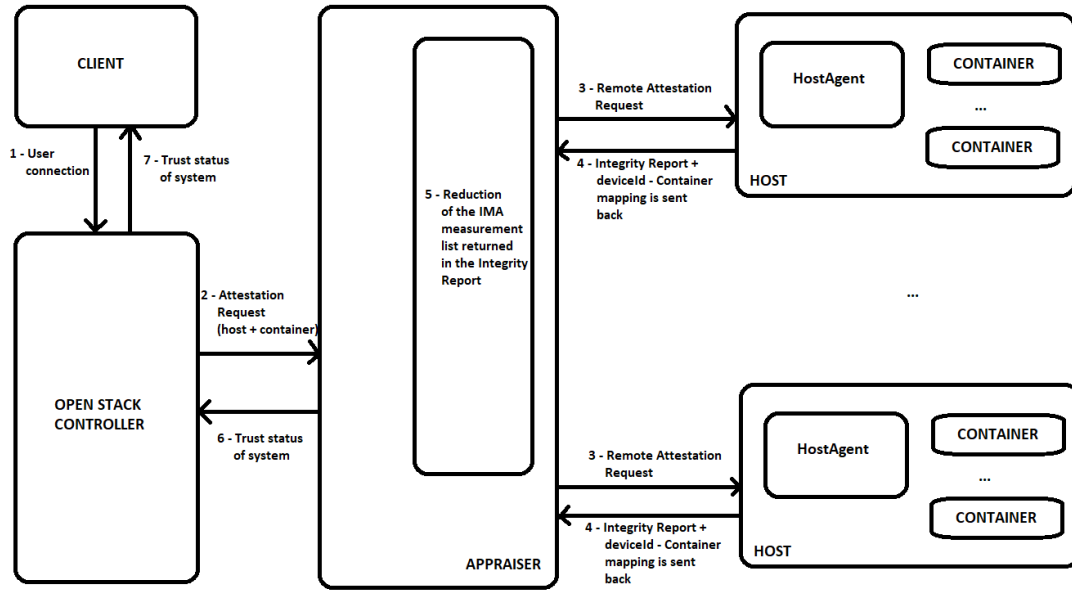 CLIENT
1 - User
connection
7 - Trust status
of system
OPEN STACK
CONTROLLER
2 - Attestation
Request
(host + container)
6 - Trust status
of system
5 - Reduction
of the IMA
measurement
list returned
in the Integrity
Report
APPRAISER
3 - Remote Attestation
Request
4 - Integrity Report +
deviceId - Container
mapping is sent
back
HostAgent
CONTAINER
...
CONTAINER
HOST
...
3 - Remote Attestation
Request
4 - Integrity Report +
deviceId - Container
mapping is sent
back
HostAgent
CONTAINER
...
CONTAINER
HOST